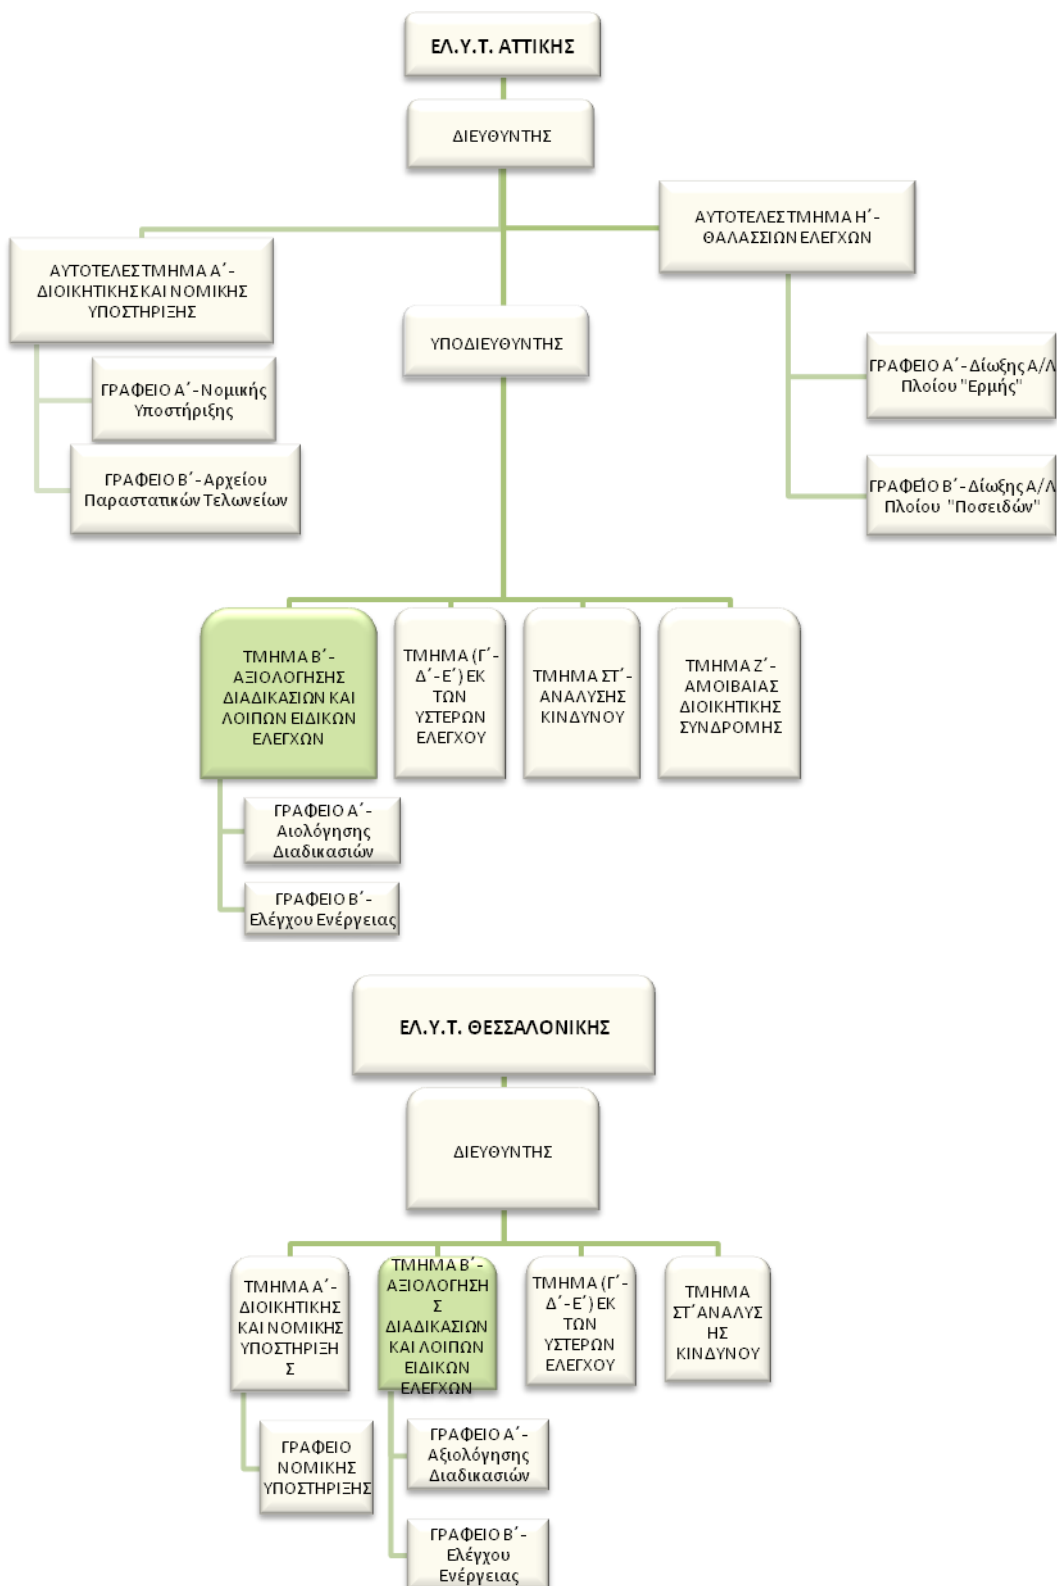 ΕΛ.Υ.Τ. ΑΤΤΙΚΗΣ
ΔΙΕΥΘΥΝΤΗΣ
ΑΥΤΟΤΕΛΕΣ ΤΜΗΜΑ Η΄-
ΘΑΛΑΣΣΙΩΝ ΕΛΕΓΧΩΝ
ΑΥΤΟΤΕΛΕΣ ΤΜΗΜΑ Α΄-
ΔΙΟΙΚΗΤΙΚΗΣ ΚΑΙ ΝΟΜΙΚΗΣ
ΥΠΟΣΤΗΡΙΞΗΣ
ΥΠΟΔΙΕΥΘΥΝΤΗΣ
ΓΡΑΦΕΙΟ Α΄- Νομικής
Υποστήριξης
ΓΡΑΦΕΙΟ Β΄- Αρχείου
Παραστατικών Τελωνείων
ΓΡΑΦΕΙΟ Α΄- Δίωξης Α/Λ
Πλοίου "Ερμής"
ΓΡΑΦΕΙΟ Β΄- Δίωξης Α/Λ
Πλοίου "Ποσειδών"
ΤΜΗΜΑ Β΄-
ΑΞΙΟΛΟΓΗΣΗΣ
ΔΙΑΔΙΚΑΣΙΩΝ ΚΑΙ
ΛΟΙΠΩΝ ΕΙΔΙΚΩΝ
ΕΛΕΓΧΩΝ
ΤΜΗΜΑ (Γ΄-
Δ΄- Ε΄) ΕΚ
ΤΩΝ
ΥΣΤΕΡΩΝ
ΕΛΕΓΧΟΥ
ΤΜΗΜΑ ΣΤ΄-
ΑΝΑΛΥΣΗΣ
ΚΙΝΔΥΝΟΥ
ΤΜΗΜΑ Ζ΄-
ΑΜΟΙΒΑΙΑΣ
ΔΙΟΙΚΗΤΙΚΗΣ
ΣΥΝΔΡΟΜΗΣ
ΓΡΑΦΕΙΟ Α΄-
Αιολόγησης
Διαδικασιών
ΓΡΑΦΕΙΟ Β΄-
Ελέγχου Ενέργειας
ΕΛ.Υ.Τ. ΘΕΣΣΑΛΟΝΙΚΗΣ
ΔΙΕΥΘΥΝΤΗΣ
ΤΜΗΜΑ Α΄-
ΔΙΟΙΚΗΤΙΚΗΣ
ΚΑΙ ΝΟΜΙΚΗΣ
ΥΠΟΣΤΗΡΙΞΗ
Σ
ΤΜΗΜΑ Β΄-
ΑΞΙΟΛΟΓΗΣΗ
Σ
ΔΙΑΔΙΚΑΣΙΩΝ
ΚΑΙ ΛΟΙΠΩΝ
ΕΙΔΙΚΩΝ
ΕΛΕΓΧΩΝ
ΤΜΗΜΑ (Γ΄-
Δ΄- Ε΄) ΕΚ
ΤΩΝ
ΥΣΤΕΡΩΝ
ΕΛΕΓΧΟΥ
ΤΜΗΜΑ
ΣΤ΄ΑΝΑΛΥΣ
ΗΣ
ΚΙΝΔΥΝΟΥ
ΓΡΑΦΕΙΟ
ΝΟΜΙΚΗΣ
ΥΠΟΣΤΗΡΙΞΗΣ
ΓΡΑΦΕΙΟ Α΄-
Αξιολόγησης
Διαδικασιών
ΓΡΑΦΕΙΟ Β΄-
Ελέγχου
Ενέργειας